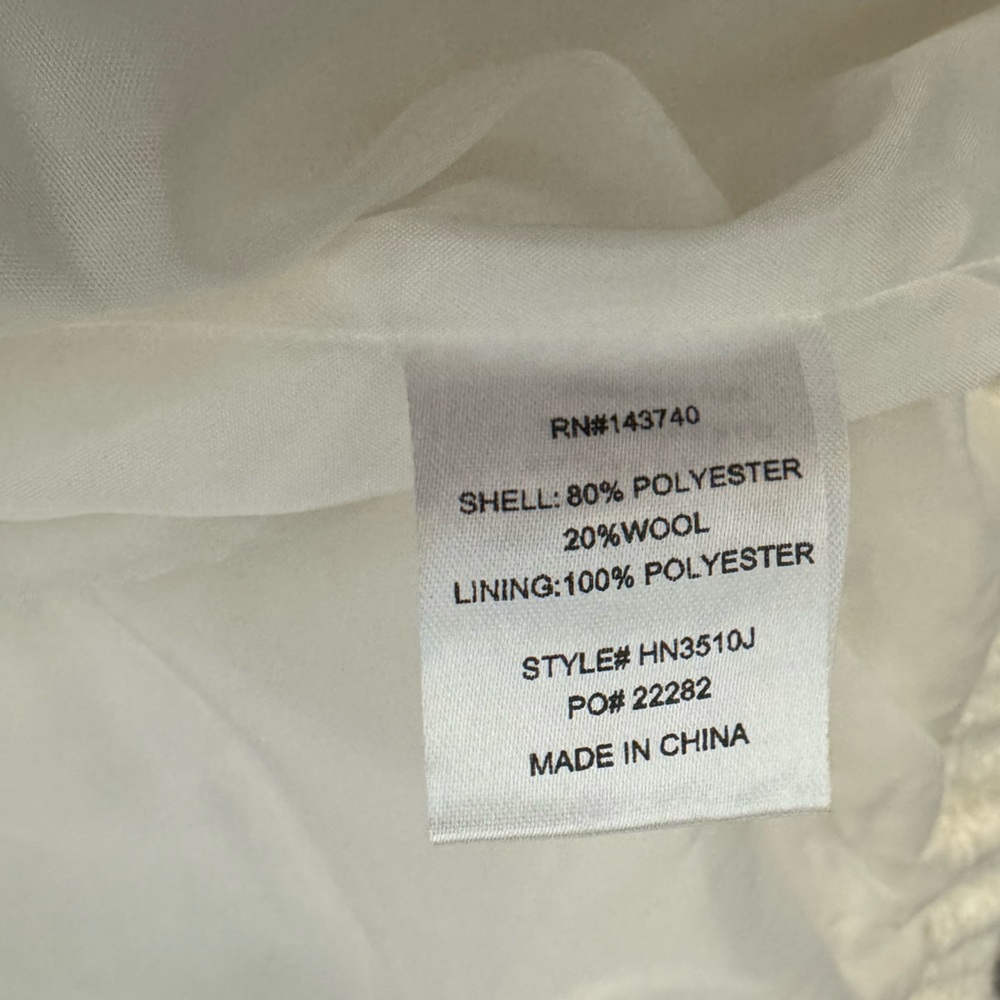 RN#143740
SHELL: 80% POLYESTER
20%WOOL
LINING:100% POLYESTER
STYLE# HN3510J
PO# 22282
MADE IN CHINA